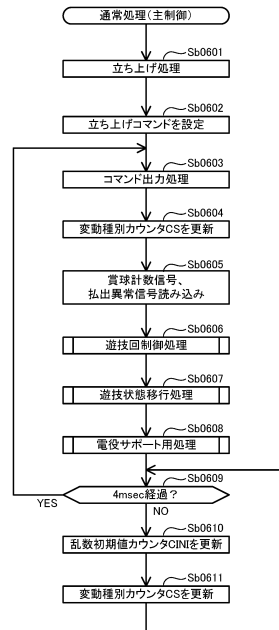 通常処理(主制御)
Sb0601
立ち上げ処理
Sb0602
立ち上げコマンドを設定
Sb0603
コマンド出力処理
Sb0604
変動種別カウンタCSを更新
Sb0605
賞球計数信号、
払出異常信号読み込み
Sb0606
遊技回制御処理
Sb0607
遊技状態移行処理
Sb0608
電役サポート用処理
Sb0609
4msec経過？
YES
NO
Sb0610
乱数初期値カウンタCINIを更新
Sb0611
変動種別カウンタCSを更新